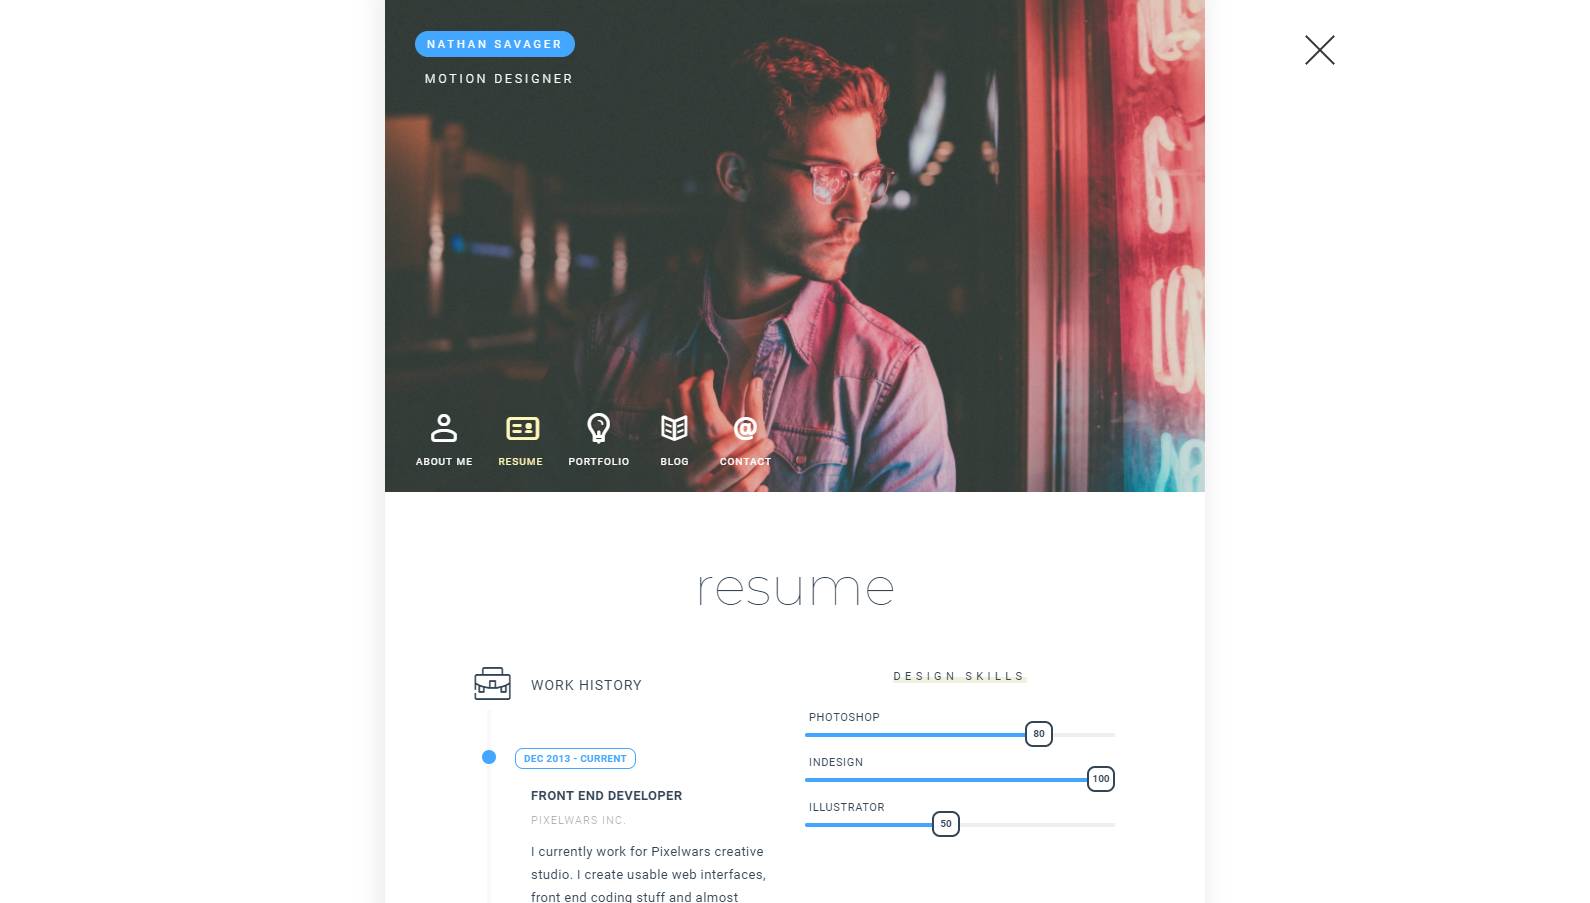 NATHAN SAVAGER
MOTION DESIGNER
ABOUT ME
RESUME
PORTFOLIO
BLOG
CONTACT
resume
WORK HISTORY
DEC 2013 - CURRENT
FRONT END DEVELOPER
PIXELWARS INC.
I currently work for Pixelwars creative
studio. I create usable web interfaces,
front end coding stuff and almost
DESIGN SKILLS
PHOTOSHOP
80
INDESIGN
100
ILLUSTRATOR
50